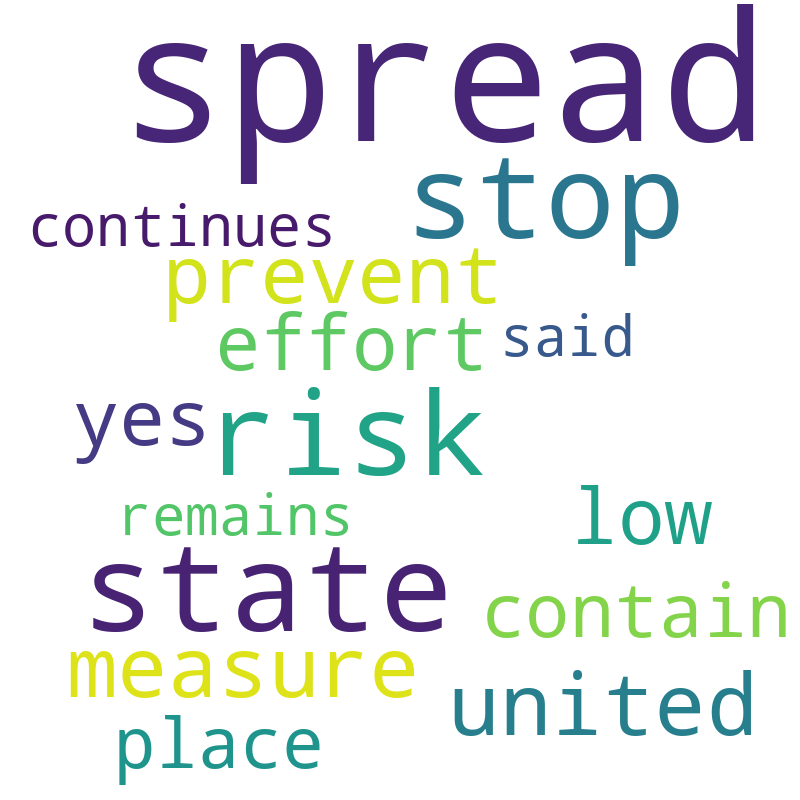 spread
stop
continues
prevent
effort said
yes risk
remains low
state contain
measure united
place